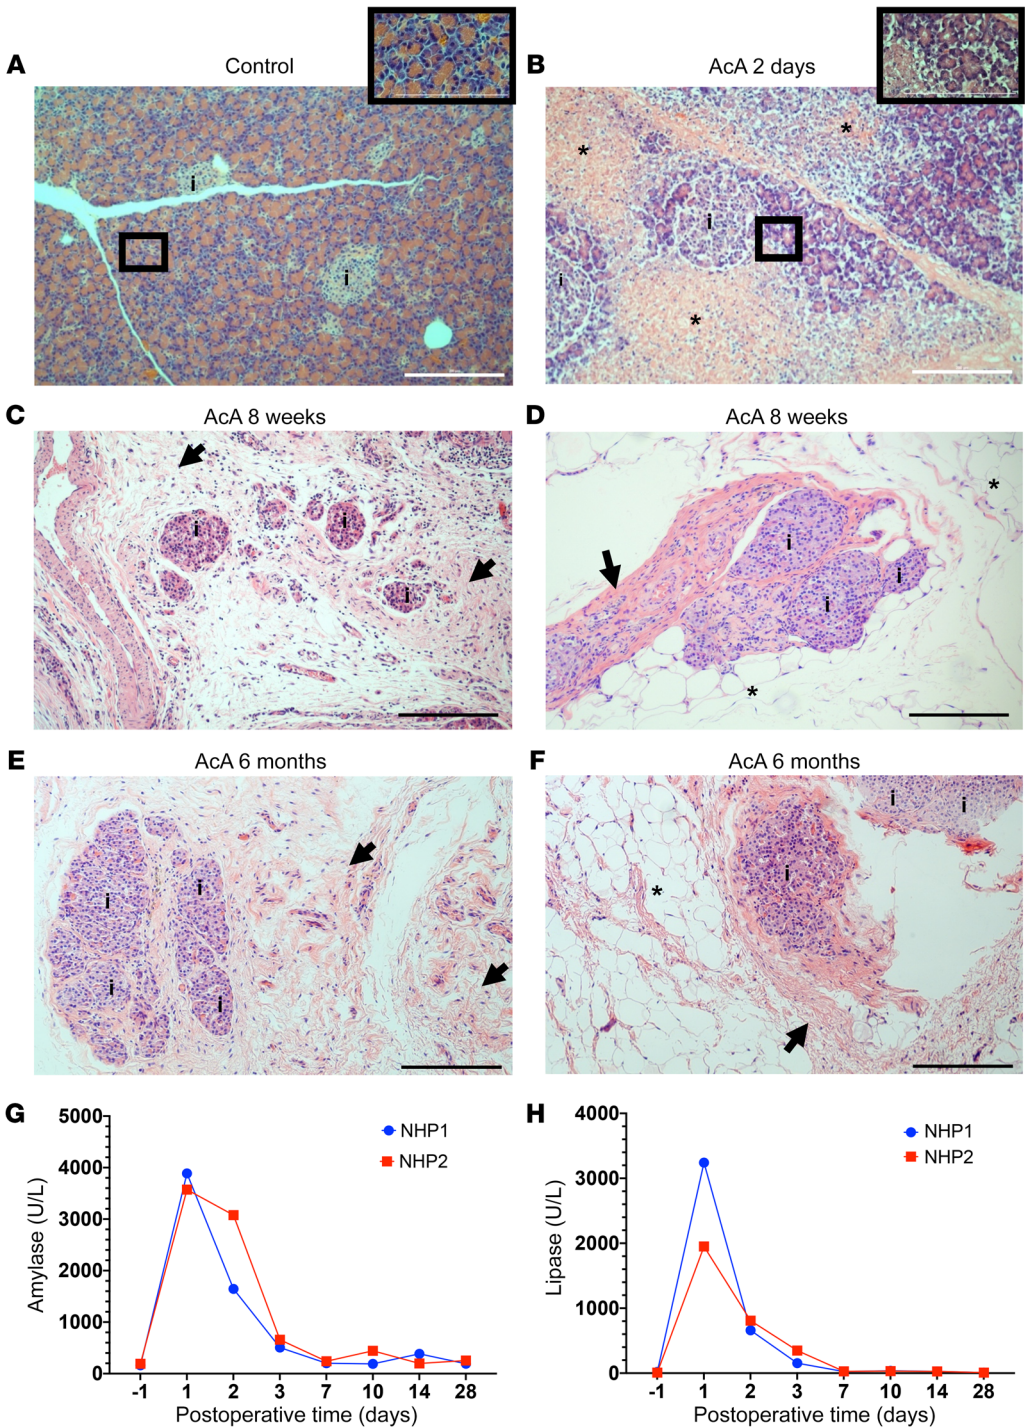 A Control
B AcA 2 days
i
i
i
i
*
*
*
C AcA 8 weeks
D AcA 8 weeks
i
i
i
i
i
i
*
*
E AcA 6 months
F AcA 6 months
i
i
i
i
i
i
i
*
G
5000
4000
3000
2000
1000
0
Amylase (U/L)
NHP1
NHP2
-1 1 2 3 7 10 14 28
Postoperative time (days)
H
4000
3000
2000
1000
0
Lipase (U/L)
NHP1
NHP2
-1 1 2 3 7 10 14 28
Postoperative time (days)